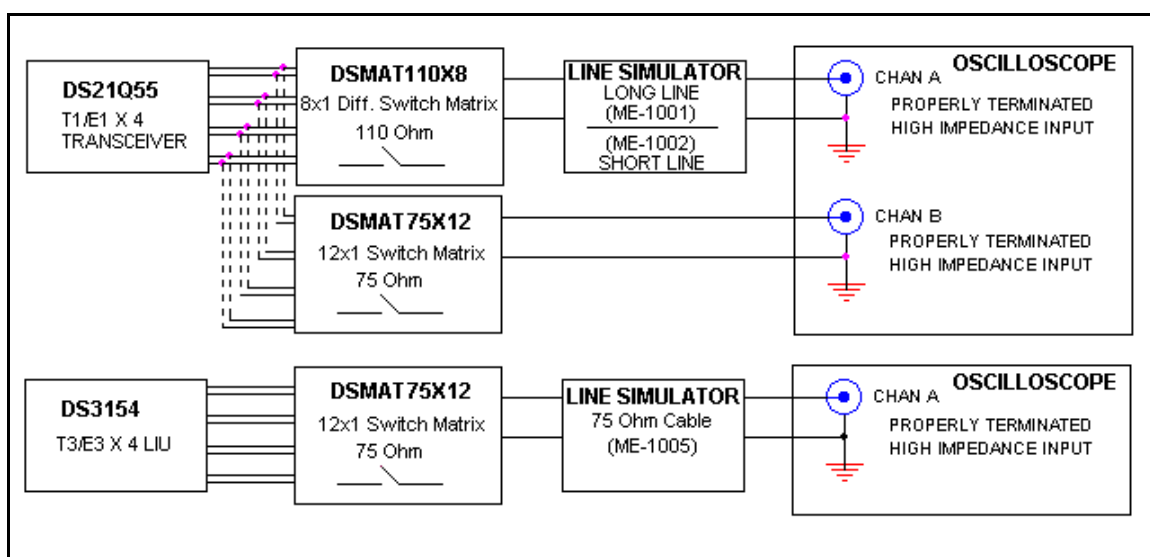 DS21Q55
T1/E1 X 4
TRANSCEIVER
DSMAT110X8
8x1 Diff. Switch Matrix
110 Ohm
LINE SIMULATOR
LONG LINE
(ME-1001)
(ME-1002)
SHORT LINE
OSCILLOSCOPE
CHAN A
PROPERLY TERMINATED
HIGH IMPEDANCE INPUT
DSMAT75X12
12x1 Switch Matrix
75 Ohm
CHAN B
PROPERLY TERMINATED
HIGH IMPEDANCE INPUT
DS3154
T3/E3 X 4 LIU
DSMAT75X12
12x1 Switch Matrix
75 Ohm
LINE SIMULATOR
75 Ohm Cable
(ME-1005)
OSCILLOSCOPE
CHAN A
PROPERLY TERMINATED
HIGH IMPEDANCE INPUT